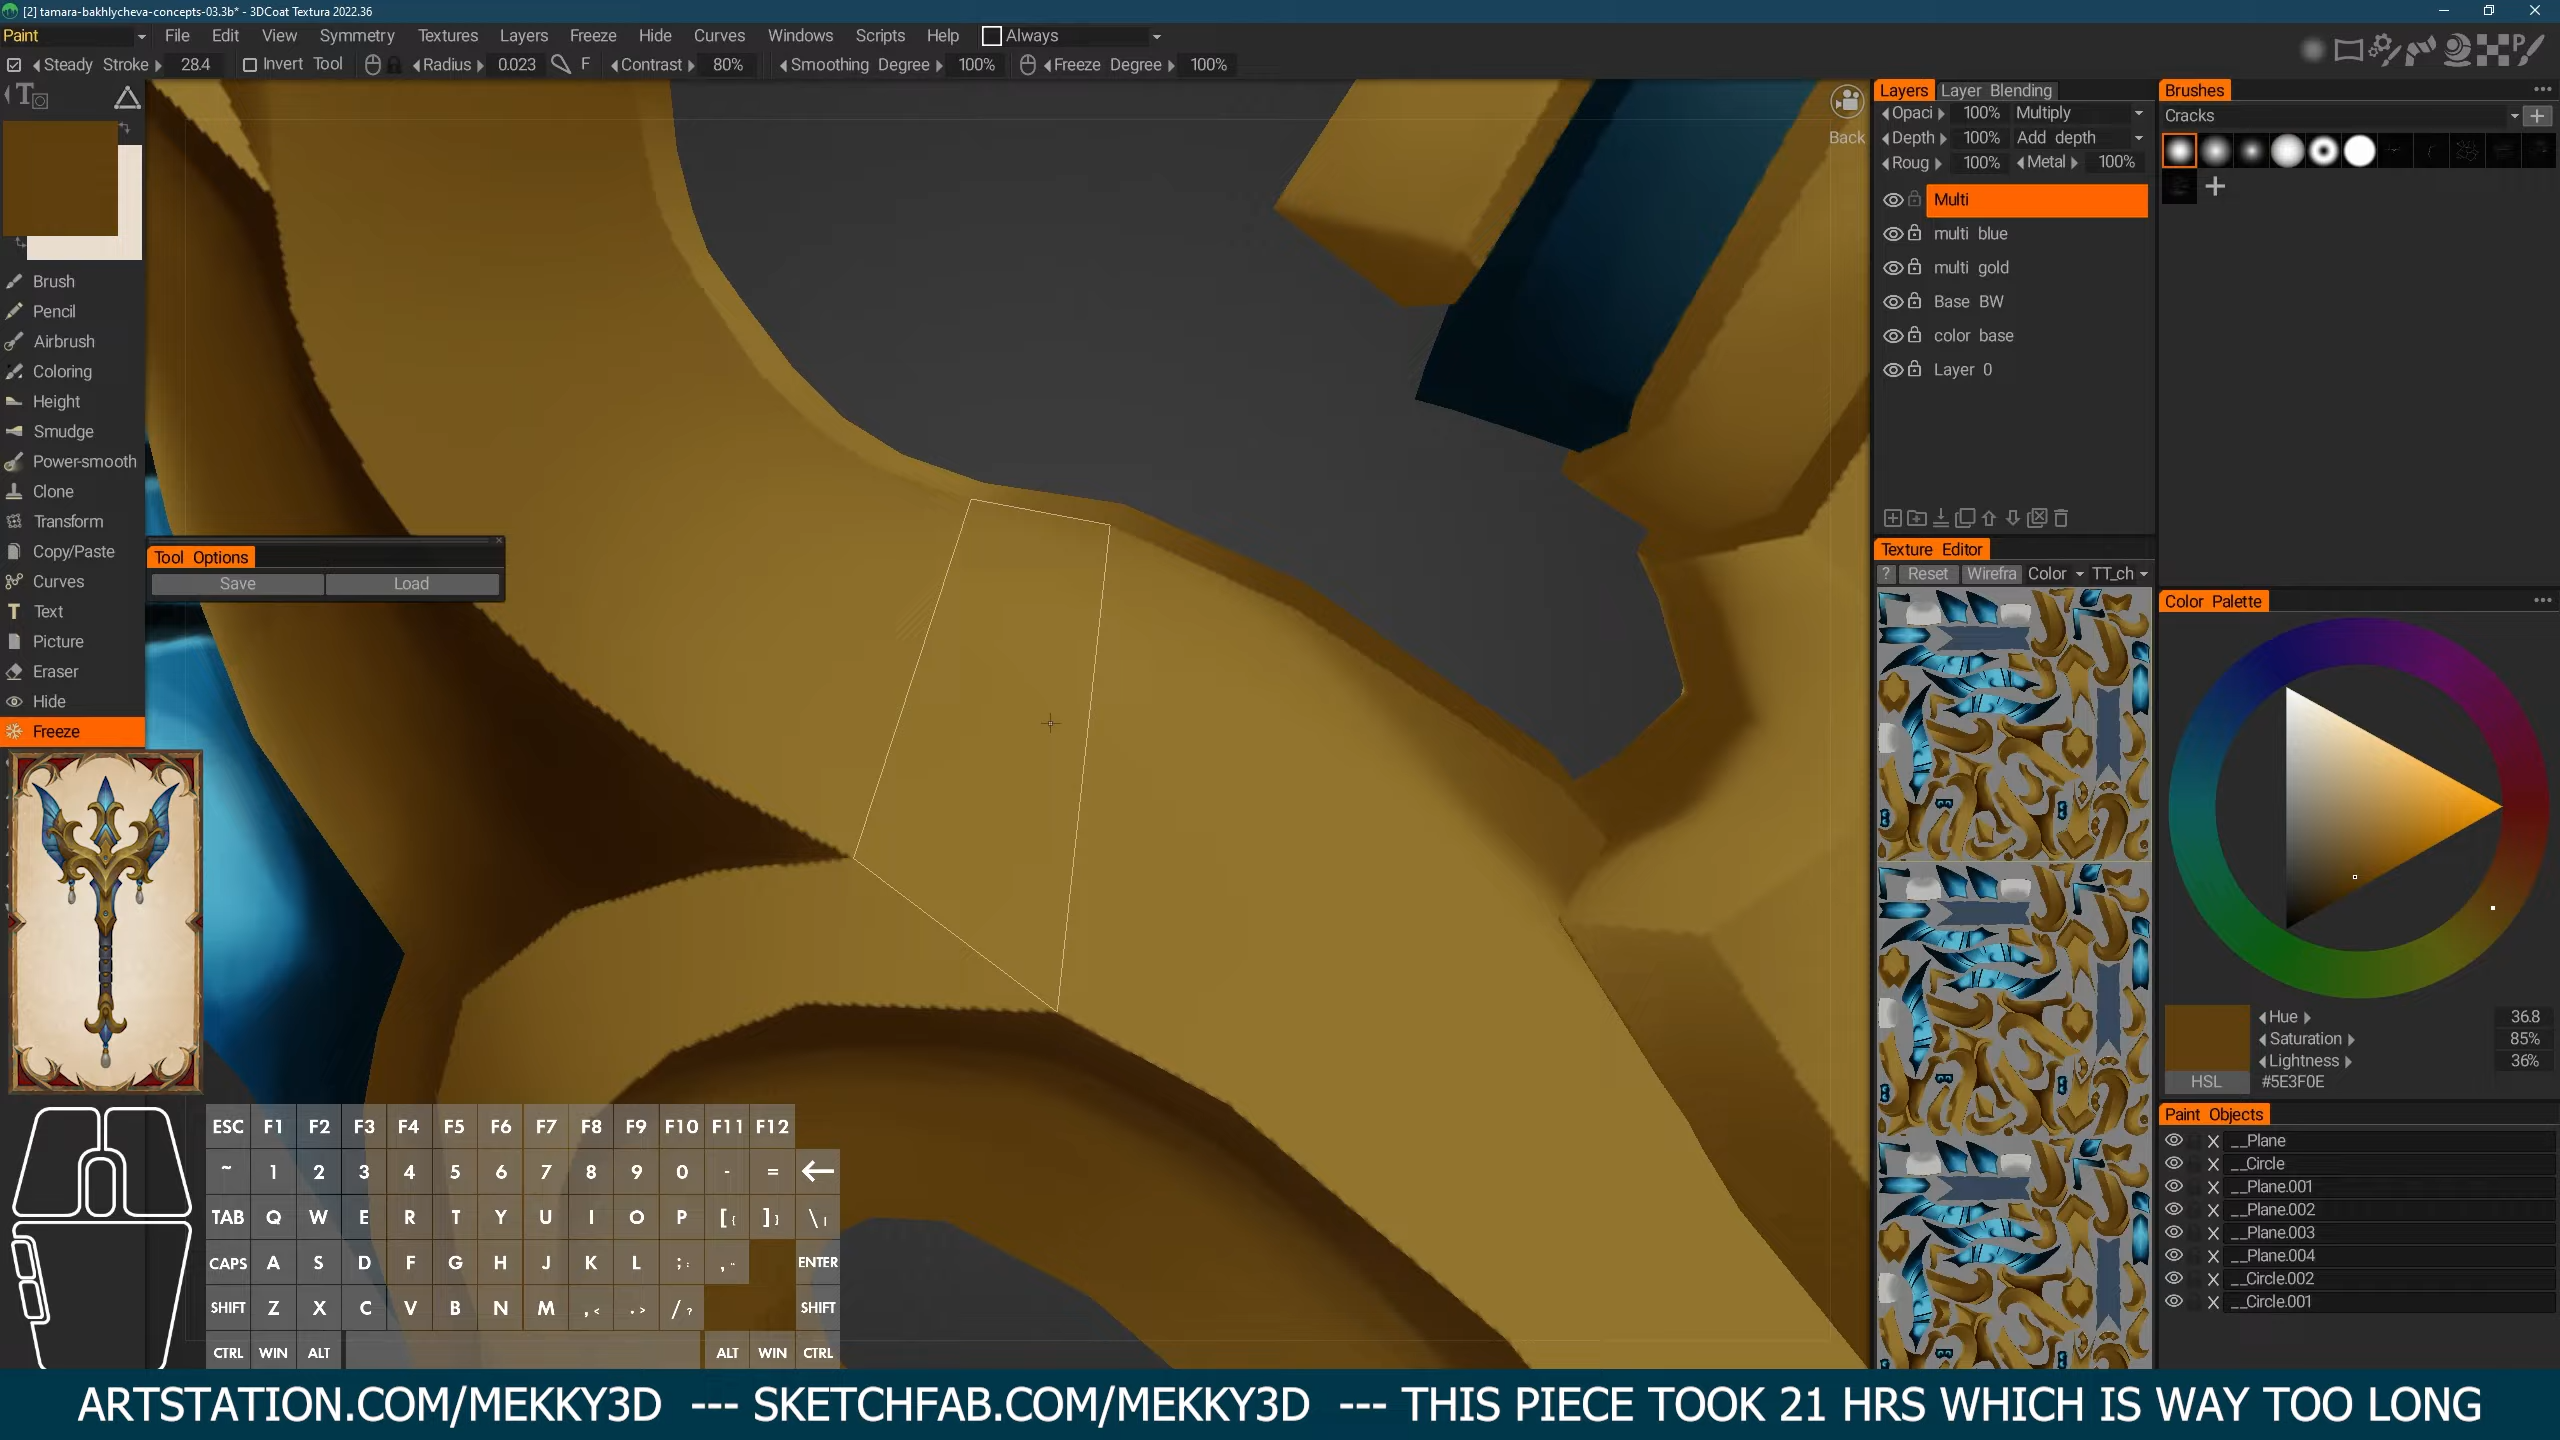 [2] tamara-bakhlycheva-concepts-03.3b* - 3DCoat Textura 2022.36
Paint File Edit View Symmetry Textures Layers Freeze Hide Curves Windows Scripts Help Always
Steady Stroke 28.4 Invert Tool Radius 0.023 F Contrast 80% Smoothing Degree 100% Freeze Degree 100%
Back
Brush
Pencil
Airbrush
Coloring
Height
Smudge
Power-smooth
Clone
Transform
Copy/Paste
Curves
Text
Picture
Eraser
Hide
Freeze
Tool Options
Save Load
Layers Layer Blending
Opaci 100% Multiply
Depth 100% Add depth
Roug 100% Metal 100%
Multi
multi blue
multi gold
Base BW
color base
Layer 0
Texture Editor
? Reset Wirefra Color TT_ch
Brushes
Cracks
Color Palette
Hue 36.8
Saturation 85%
Lightness 36%
HSL #5E3F0E
Paint Objects
X __Plane
X __Circle
X __Plane.001
X __Plane.002
X __Plane.003
X __Plane.004
X __Circle.002
X __Circle.001
ESC F1 F2 F3 F4 F5 F6 F7 F8 F9 F10 F11 F12
~ 1 2 3 4 5 6 7 8 9 0 - =
TAB Q W E R T Y U I O P [{ ]} \|
CAPS A S D F G H J K L ;: ," ENTER
SHIFT Z X C V B N M ,< .> /? SHIFT
CTRL WIN ALT ALT WIN CTRL
ARTSTATION.COM/MEKKY3D --- SKETCHFAB.COM/MEKKY3D --- THIS PIECE TOOK 21 HRS WHICH IS WAY TOO LONG